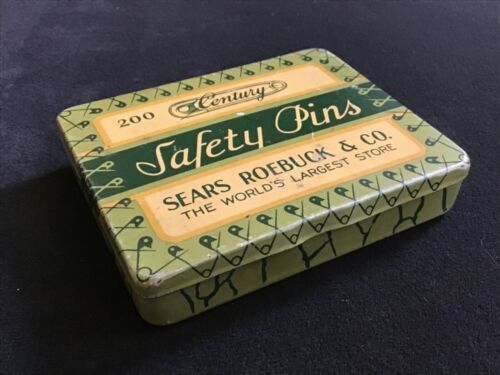 200 Century
Safety Pins
SEARS ROEBUCK & CO.
THE WORLD'S LARGEST STORE